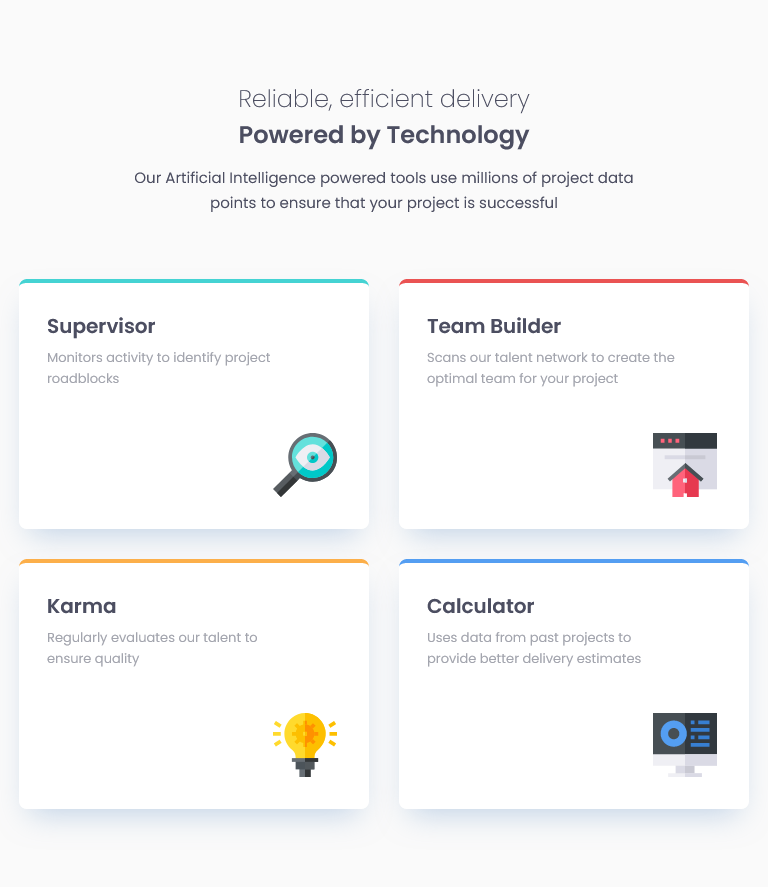 Reliable, efficient delivery
Powered by Technology
Our Artificial Intelligence powered tools use millions of project data
points to ensure that your project is successful
Supervisor
Monitors activity to identify project
roadblocks
Team Builder
Scans our talent network to create the
optimal team for your project
Karma
Regularly evaluates our talent to
ensure quality
Calculator
Uses data from past projects to
provide better delivery estimates